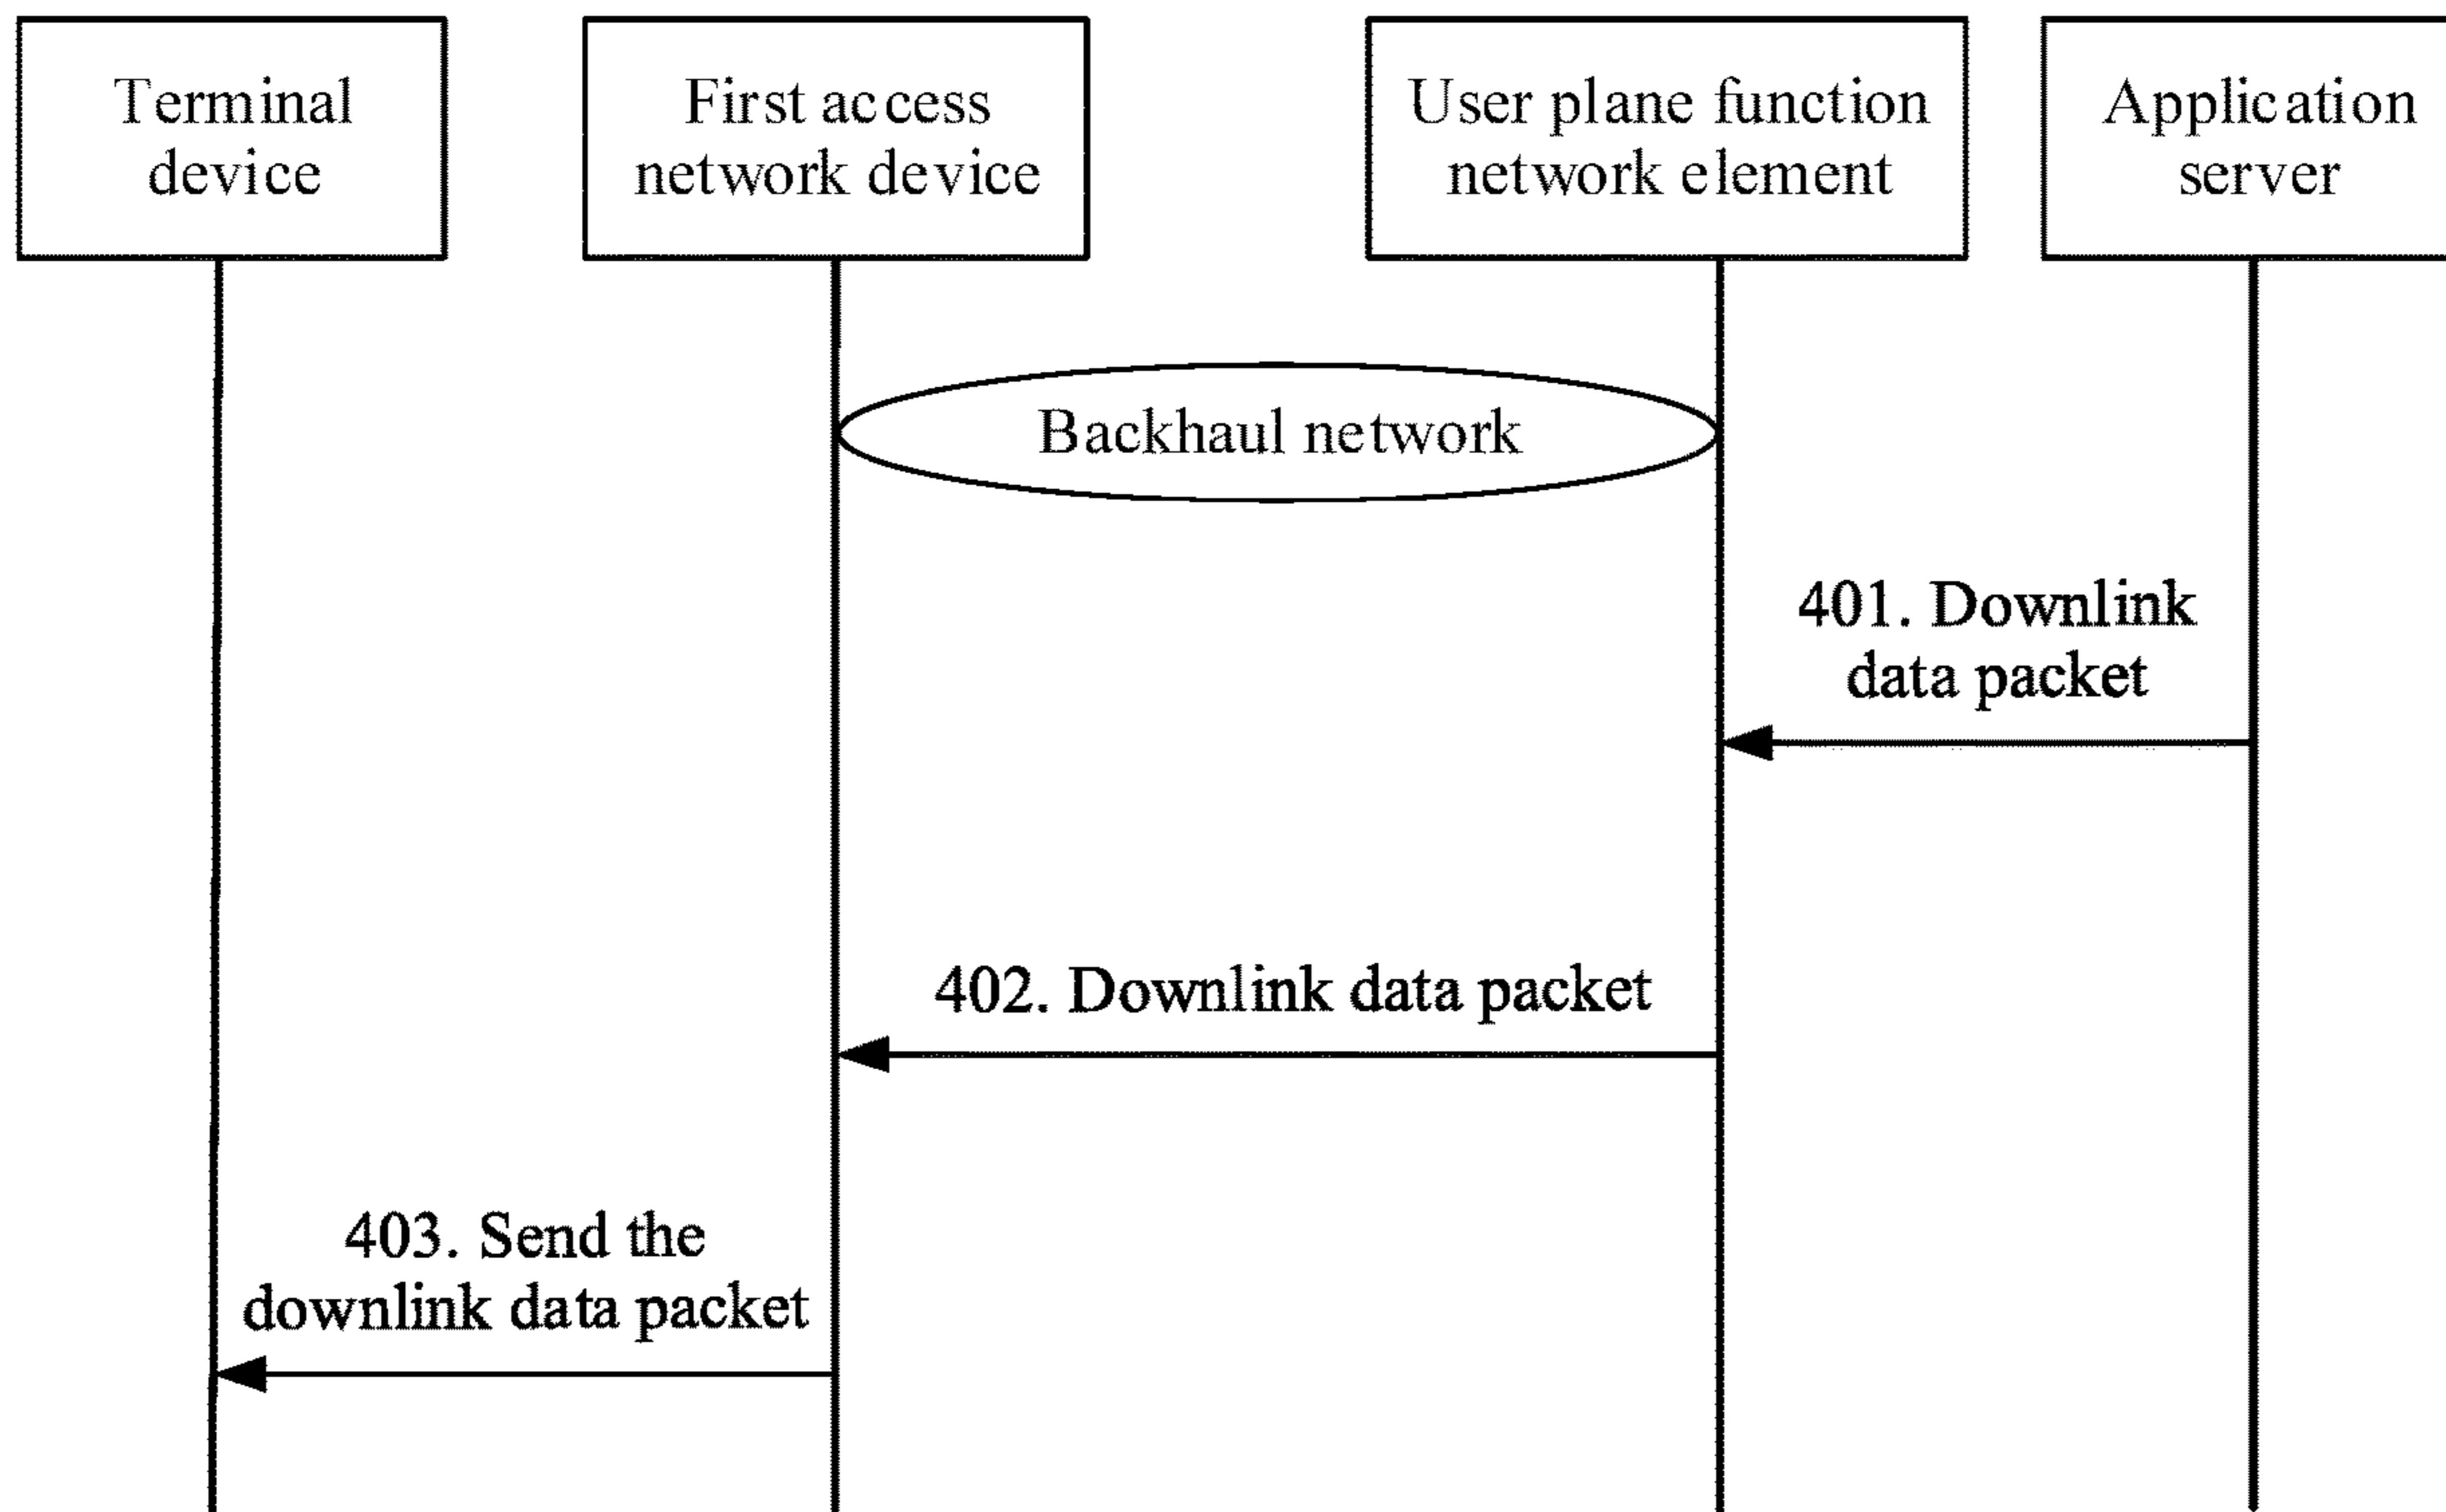 Terminal
device
First access
network device
User plane function
network element
Application
server
Backhaul network
401. Downlink
data packet
402. Downlink data packet
403. Send the
downlink data packet